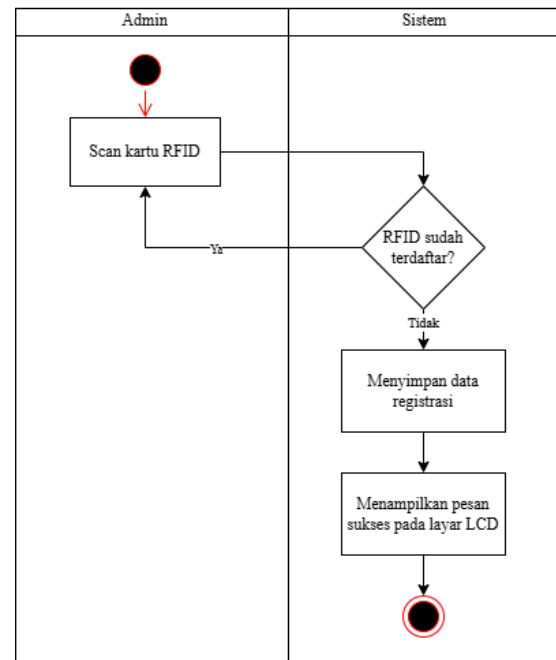 Admin
Sistem
Scan kartu RFID
RFID sudah
terdaftar?
Ya
Tidak
Menyimpan data
registrasi
Menampilkan pesan
sukses pada layar LCD